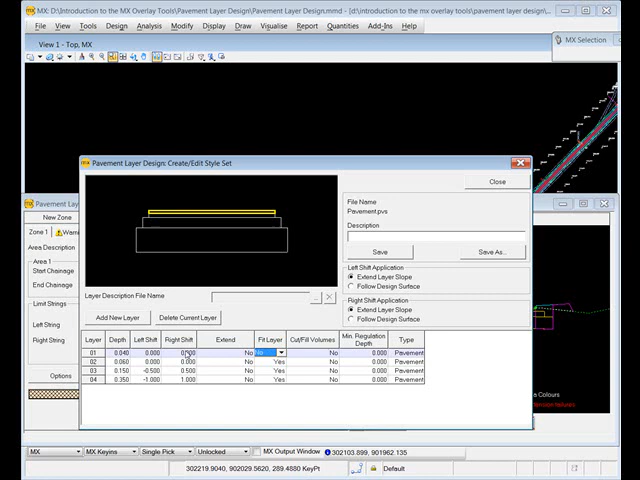 MX: D:\Introduction to the MX Overlay Tools\Pavement Layer Design\Pavement Layer Design.mmd - [d:\introduction to the mx overlay tools\pavement layer design\...
File View Tools Design Analysis Modify Draw Visualise Report Quantities Add-Ins Help
View 1 - Top, MX
MX Selection
Pavement Layer Design: Create/Edit Style Set
Close
File Name
Pavement.pvs
Description
Save Save As...
Left Shift Application
Extend Layer Slope
Follow Design Surface
Right Shift Application
Extend Layer Slope
Follow Design Surface
Layer Description File Name ...
Add New Layer Delete Current Layer
Layer Depth Left Shift Right Shift Extend Fit Layer Cut/Fill Volumes Min. Regulation Depth Type
01 0.040 0.000 0.000 No No No 0.000 Pavement
02 0.060 0.000 0.000 No Yes No 0.000 Pavement
03 0.150 -0.500 0.500 No Yes No 0.000 Pavement
04 0.350 -1.000 1.000 No Yes No 0.000 Pavement
Pavement Layer
New Zone
Zone 1
Area Description
Area 1
Start Chainage
End Chainage
Limit Strings
Left String
Right String
Options
a Colours
MX MX Keyins Single Pick Unlocked MX Output Window 302103.899, 901962.135
302219.9040, 902029.5620, 289.4880 KeyPt Default